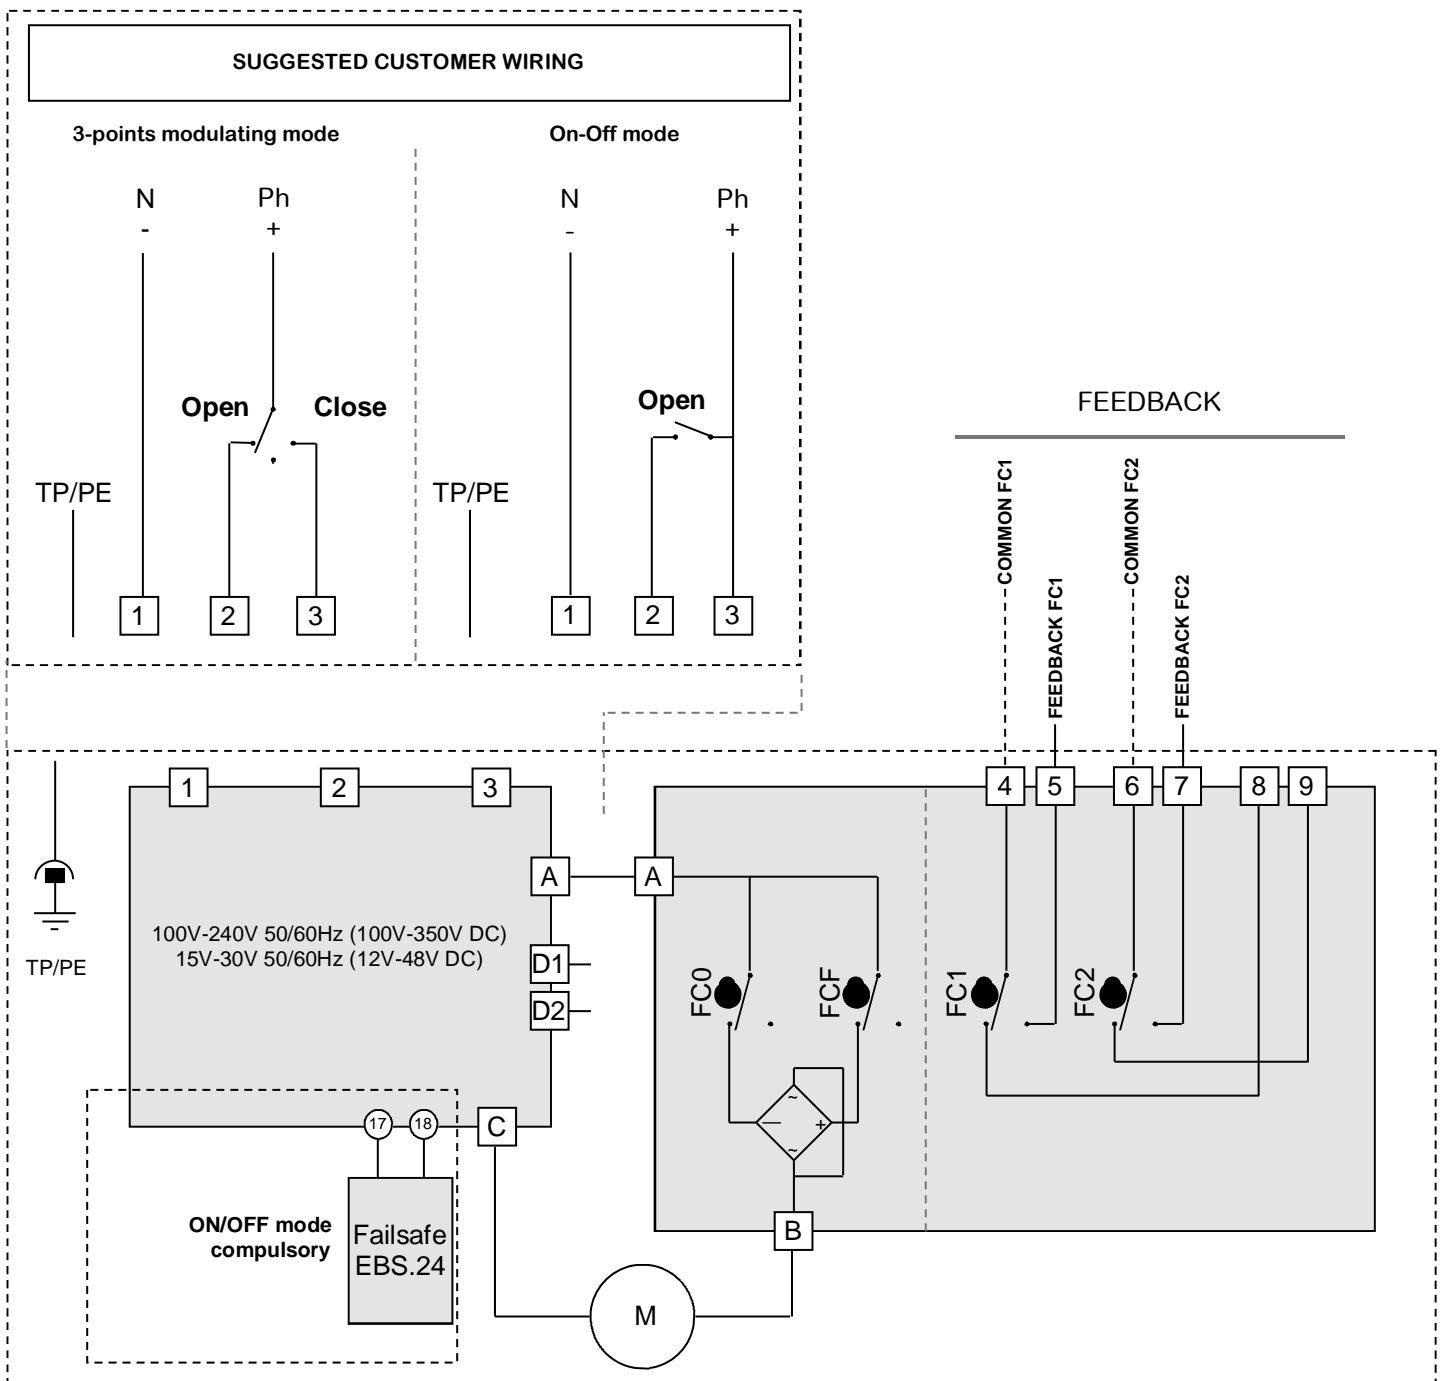 SUGGESTED CUSTOMER WIRING
3-points modulating mode
On-Off mode
N
Ph
N
Ph
-
+
-
+
Open
Close
Open
TP/PE
TP/PE
1
2
3
1
2
3
FEEDBACK
COMMON FC1
FEEDBACK FC1
COMMON FC2
FEEDBACK FC2
1
2
3
4
5
6
7
8
9
A
A
100V-240V 50/60Hz (100V-350V DC)
15V-30V 50/60Hz (12V-48V DC)
TP/PE
D1
D2
FC0
FCF
FC1
FC2
~
—
+
~
17
18
C
ON/OFF mode
compulsory
Failsafe
EBS.24
B
M